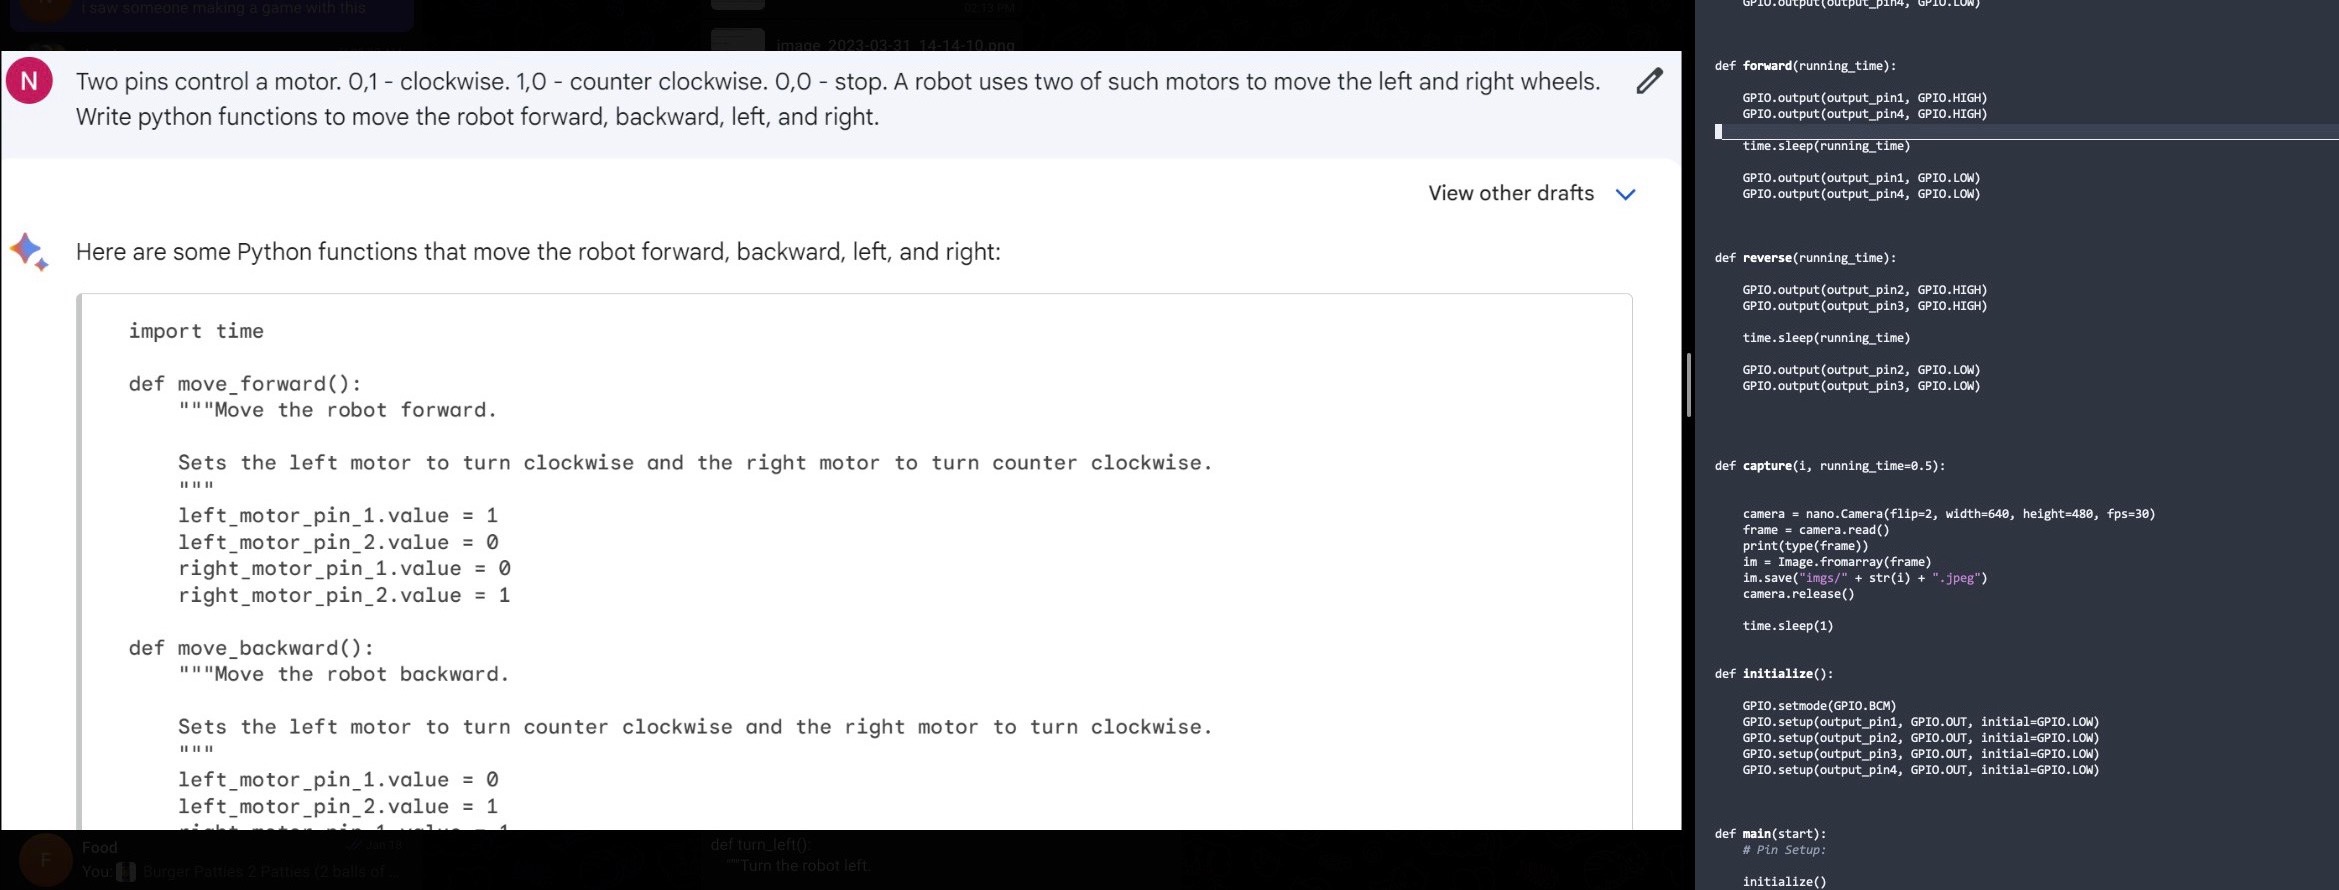 i saw someone making a game with this
02:13 PM
image_2023-03-31_14-14-10.png
N
Two pins control a motor. 0,1 - clockwise. 1,0 - counter clockwise. 0,0 - stop. A robot uses two of such motors to move the left and right wheels.
Write python functions to move the robot forward, backward, left, and right.
View other drafts
Here are some Python functions that move the robot forward, backward, left, and right:
import time
def move_forward():
"""Move the robot forward.
Sets the left motor to turn clockwise and the right motor to turn counter clockwise.
"""
left_motor_pin_1.value = 1
left_motor_pin_2.value = 0
right_motor_pin_1.value = 0
right_motor_pin_2.value = 1
def move_backward():
"""Move the robot backward.
Sets the left motor to turn counter clockwise and the right motor to turn clockwise.
"""
left_motor_pin_1.value = 0
left_motor_pin_2.value = 1
right_motor_pin_1.value = 1
F
Food
Jan 28
You: Burger Patties 2 Patties (2 balls of ...
def turn_left():
"""Turn the robot left.
GPIO.output(output_pin4, GPIO.LOW)
def forward(running_time):
GPIO.output(output_pin1, GPIO.HIGH)
GPIO.output(output_pin4, GPIO.HIGH)
time.sleep(running_time)
GPIO.output(output_pin1, GPIO.LOW)
GPIO.output(output_pin4, GPIO.LOW)
def reverse(running_time):
GPIO.output(output_pin2, GPIO.HIGH)
GPIO.output(output_pin3, GPIO.HIGH)
time.sleep(running_time)
GPIO.output(output_pin2, GPIO.LOW)
GPIO.output(output_pin3, GPIO.LOW)
def capture(i, running_time=0.5):
camera = nano.Camera(flip=2, width=640, height=480, fps=30)
frame = camera.read()
print(type(frame))
im = Image.fromarray(frame)
im.save("imgs/" + str(i) + ".jpeg")
camera.release()
time.sleep(1)
def initialize():
GPIO.setmode(GPIO.BCM)
GPIO.setup(output_pin1, GPIO.OUT, initial=GPIO.LOW)
GPIO.setup(output_pin2, GPIO.OUT, initial=GPIO.LOW)
GPIO.setup(output_pin3, GPIO.OUT, initial=GPIO.LOW)
GPIO.setup(output_pin4, GPIO.OUT, initial=GPIO.LOW)
def main(start):
# Pin Setup:
initialize()